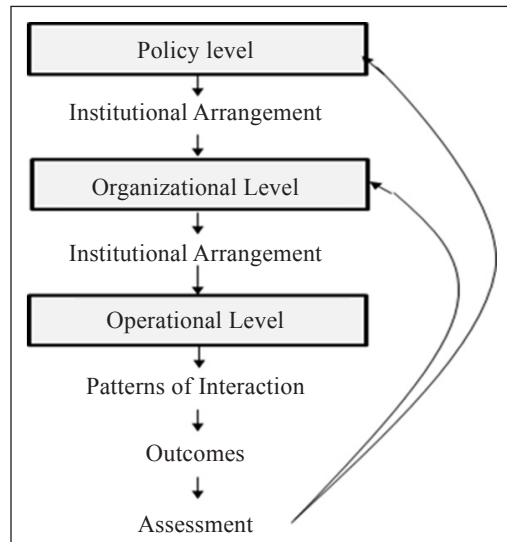 Policy level
Institutional Arrangement
Organizational Level
Institutional Arrangement
Operational Level
Patterns of Interaction
Outcomes
Assessment